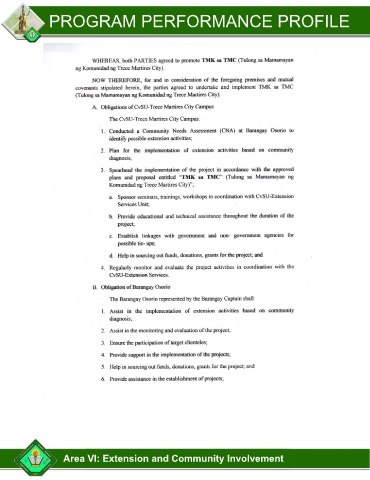 PROGRAM PERFORMANCE PROFILE
WHEREAS, both PARTIES agreed to promote TMK sa TMC (Tulong sa Mamamayan
ng Komunidad ng Trece Martires City).
NOW THEREFORE, for and in consideration of the foregoing premises and mutual
covenants stipulated herein, the parties agreed to undertake and implement TMK sa TMC
(Tulong sa Mamamayan ng Komunidad ng Trece Martires City).
A. Obligations of CvSU-Trece Martires City Campus
The CvSU-Trece Martires City Campus:
1. Conducted a Community Needs Assessment (CNA) at Barangay Osorio to
identify possible extension activities;
2. Plan for the implementation of extension activities based on community
diagnosis;
3. Spearhead the implementation of the project in accordance with the approved
plans and proposal entitled "TMK sa TMC" (Tulong sa Mamamayan ng
Komunidad ng Trece Martires City)";
a. Sponsor seminars, trainings, workshops in coordination with CvSU-Extension
Services Unit;
b. Provide educational and technical assistance throughout the duration of the
project;
c. Establish linkages with government and non- government agencies for
possible tie- ups;
d. Help in sourcing out funds, donations, grants for the project; and
4. Regularly monitor and evaluate the project activities in coordination with the
CvSU-Extension Services.
B. Obligation of Barangay Osorio
The Barangay Osorio represented by the Barangay Captain shall:
1. Assist in the implementation of extension activities based on community
diagnosis;
2. Assist in the monitoring and evaluation of the project;
3. Ensure the participation of target clienteles;
4. Provide support in the implementation of the projects;
5. Help in sourcing out funds, donations, grants for the project; and
6. Provide assistance in the establishment of projects;
Area VI: Extension and Community Involvement